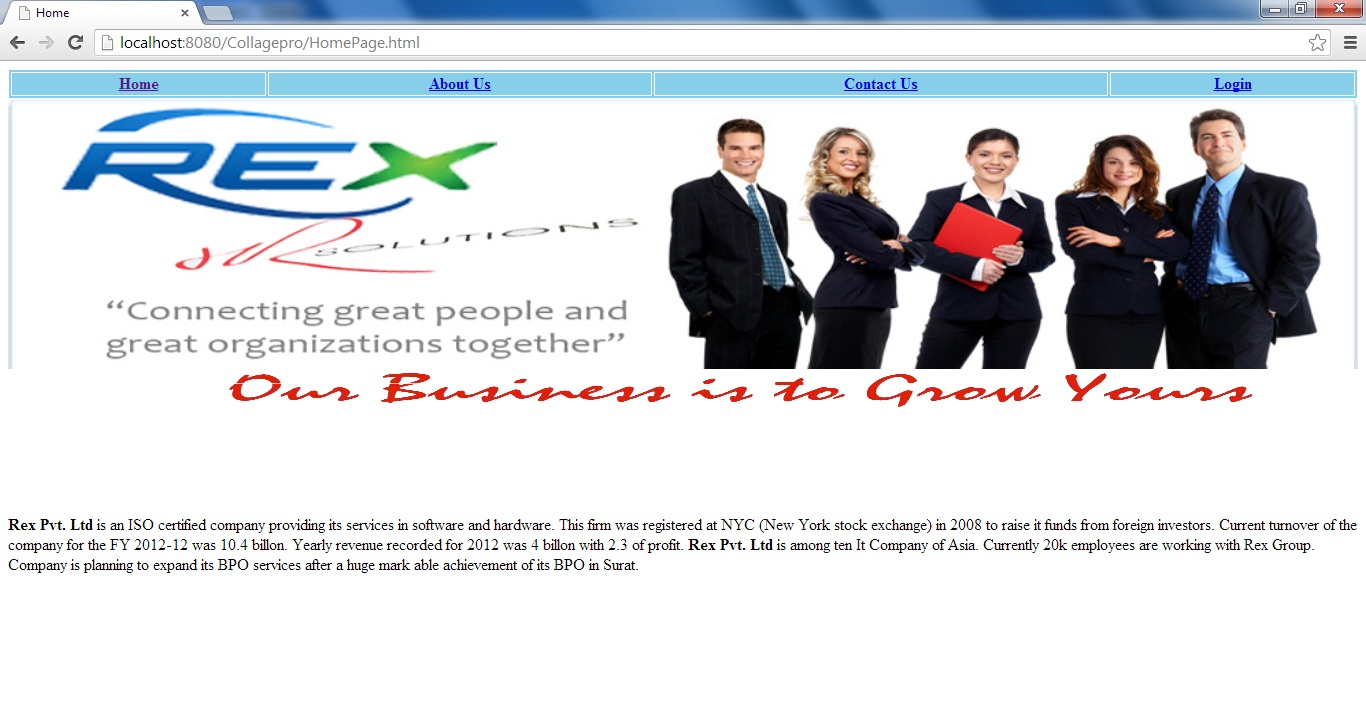 Home
localhost:8080/Collagepro/HomePage.html
Home About Us Contact Us Login
REX
HR SOLUTIONS
“Connecting great people and
great organizations together”
Our Business is to Grow Yours
Rex Pvt. Ltd is an ISO certified company providing its services in software and hardware. This firm was registered at NYC (New York stock exchange) in 2008 to raise it funds from foreign investors. Current turnover of the
company for the FY 2012-12 was 10.4 billon. Yearly revenue recorded for 2012 was 4 billon with 2.3 of profit. Rex Pvt. Ltd is among ten It Company of Asia. Currently 20k employees are working with Rex Group.
Company is planning to expand its BPO services after a huge mark able achievement of its BPO in Surat.